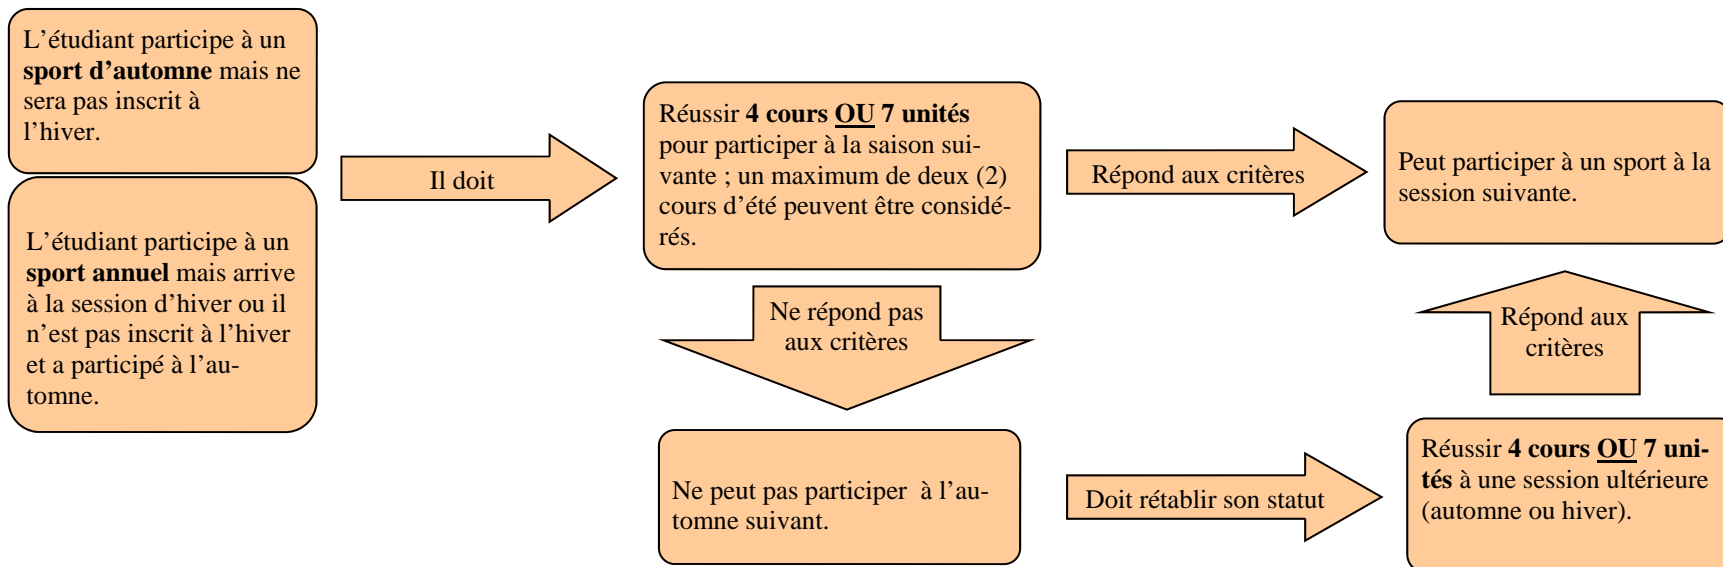 L'étudiant participe à un
sport d'automne mais ne
sera pas inscrit à
l'hiver.
L'étudiant participe à un
sport annuel mais arrive
à la session d'hiver ou il
n'est pas inscrit à l'hiver
et a participé à l'au-
tomne.
Il doit
Réussir 4 cours OU 7 unités
pour participer à la saison sui-
vante ; un maximum de deux (2)
cours d'été peuvent être considé-
rés.
Répond aux critères
Peut participer à un sport à la
session suivante.
Ne répond pas
aux critères
Ne peut pas participer à l'au-
tomne suivant.
Doit rétablir son statut
Réussir 4 cours OU 7 uni-
tés à une session ultérieure
(automne ou hiver).
Répond aux
critères